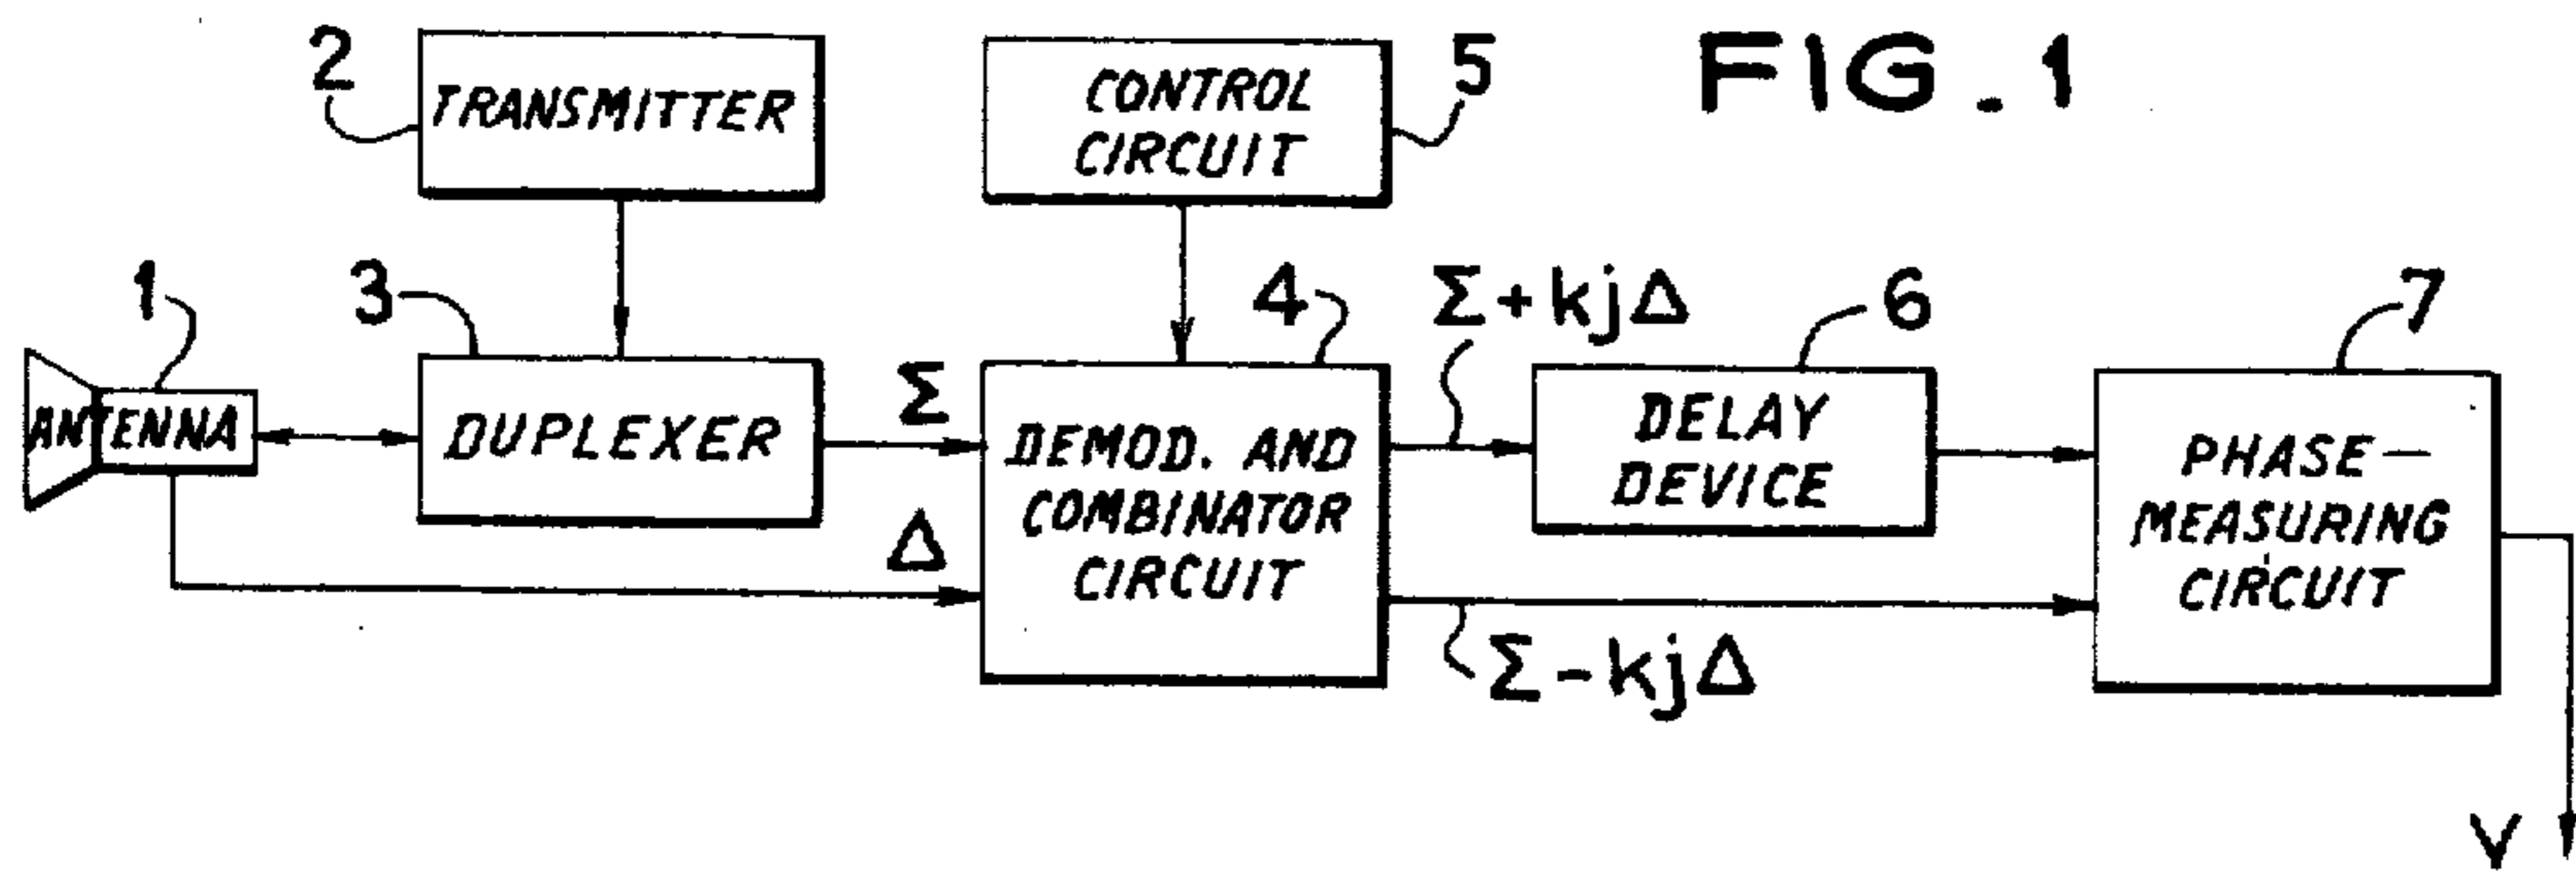 FIG. 1
2
TRANSMITTER
CONTROL
CIRCUIT
5
1
ANTENNA
3
DUPLEXER
Σ
Δ
4
DEMOD. AND
COMBINATOR
CIRCUIT
Σ+kjΔ
Σ-kjΔ
6
DELAY
DEVICE
7
PHASE-
MEASURING
CIRCUIT
V